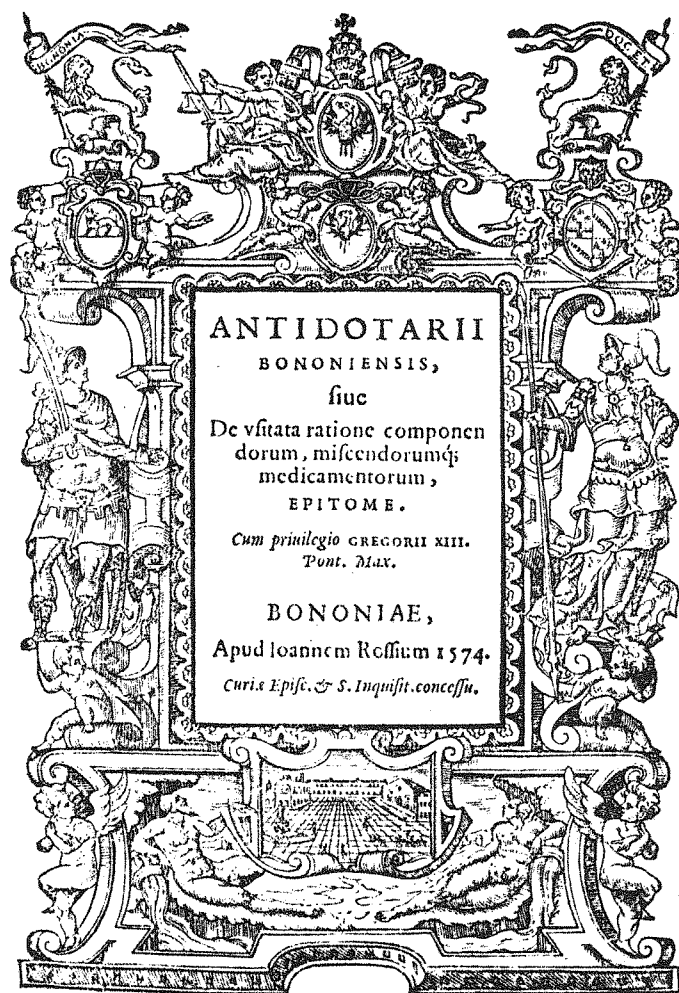 BONONIA
DOCET
ANTIDOTARII
BONONIENSIS,
ſiue
De vſitata ratione componen
dorum, miſcendorumq;
medicamentorum,
EPITOME.
Cum priuilegio GREGORII XIII.
Pont. Max.
BONONIAE,
Apud Ioannem Roſſium 1574.
Curiæ Epiſc. & S. Inquiſit. conceſſu.